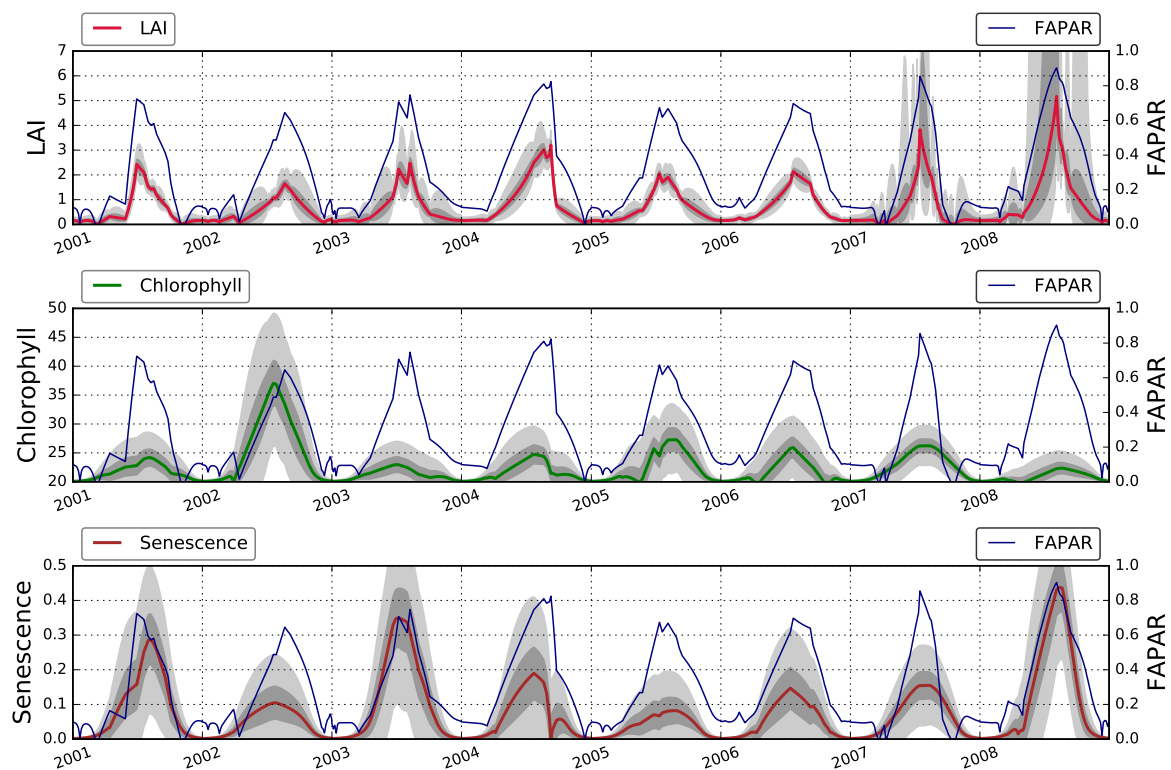 LAI FAPAR
7 1.0
6 0.8
5
4 0.6
3 0.4
2
1 0.2
0 0.0
LAI
FAPAR
2001 2002 2003 2004 2005 2006 2007 2008
Chlorophyll FAPAR
50 1.0
45 0.8
40
35 0.6
30 0.4
25 0.2
20 0.0
Chlorophyll
FAPAR
2001 2002 2003 2004 2005 2006 2007 2008
Senescence FAPAR
0.5 1.0
0.4 0.8
0.3 0.6
0.2 0.4
0.1 0.2
0.0 0.0
Senescence
FAPAR
2001 2002 2003 2004 2005 2006 2007 2008